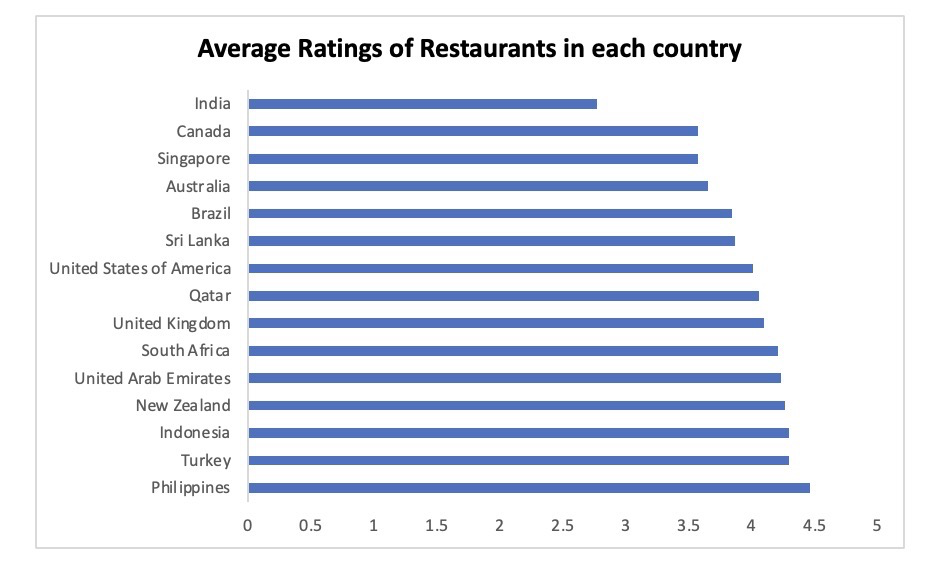 Average Ratings of Restaurants in each country
India
Canada
Singapore
Australia
Brazil
Sri Lanka
United States of America
Qatar
United Kingdom
South Africa
United Arab Emirates
New Zealand
Indonesia
Turkey
Philippines
0 0.5 1 1.5 2 2.5 3 3.5 4 4.5 5